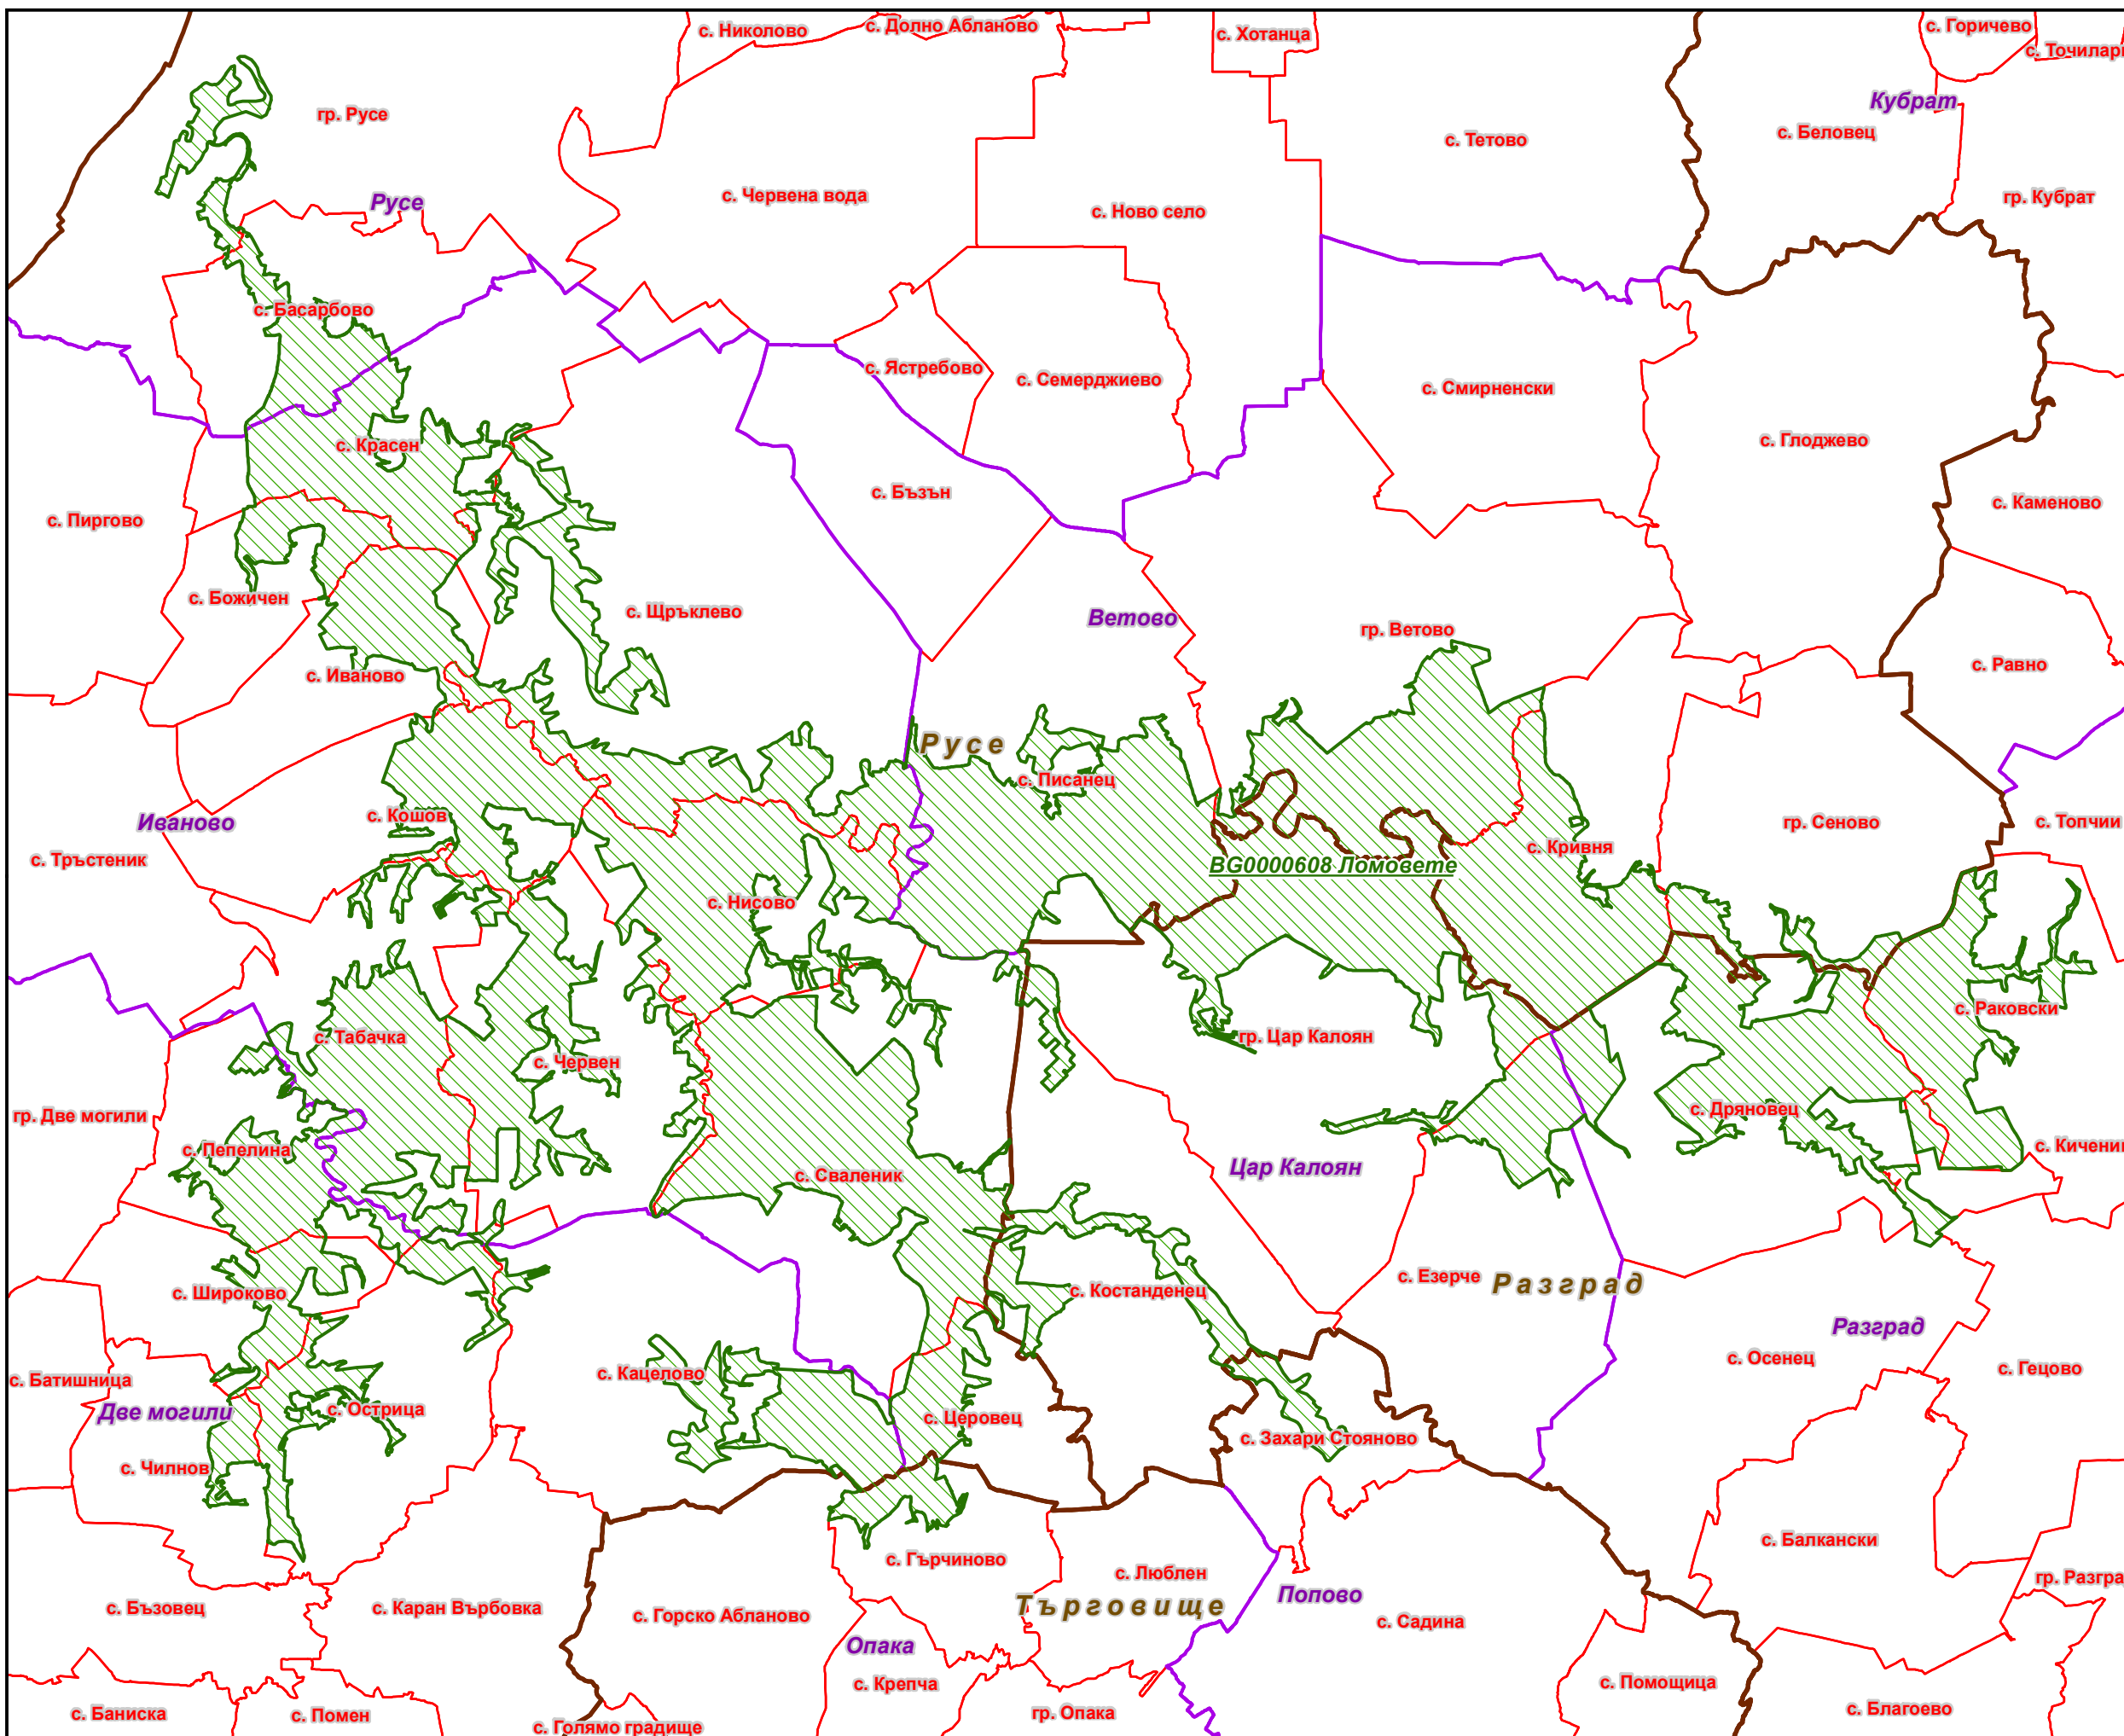 с. Николово
с. Долно Абланово
с. Хотанца
с. Горичево
с. Точилари
Кубрат
гр. Русе
с. Беловец
с. Тетово
с. Червена вода
гр. Кубрат
Русе
с. Ново село
с. Басарбово
с. Ястребово
с. Семерджиево
с. Смирненски
с. Глоджево
с. Красен
с. Бъзън
с. Каменово
с. Пиргово
с. Божичен
с. Щръклево
Ветово
гр. Ветово
с. Равно
с. Иваново
Русе
с. Писанец
с. Кошов
Иваново
гр. Сеново
с. Топчии
с. Кривня
с. Тръстеник
BG0000608 Ломовете
с. Нисово
с. Раковски
с. Табачка
гр. Цар Калоян
с. Червен
гр. Две могили
с. Дряновец
с. Пепелина
с. Киченик
Цар Калоян
с. Сваленик
с. Езерче
Разград
с. Широково
с. Костанденец
Разград
с. Осенец
с. Гецово
с. Батишница
с. Кацелово
Две могили
с. Острица
с. Церовец
с. Захари Стояново
с. Чилнов
с. Балкански
с. Гърчиново
с. Люблен
гр. Разгра
Попово
Търговище
с. Бъзовец
с. Каран Върбовка
с. Горско Абланово
с. Садина
Опака
с. Крепча
с. Помощица
с. Баниска
с. Помен
гр. Опака
с. Благоево
с. Голямо градище